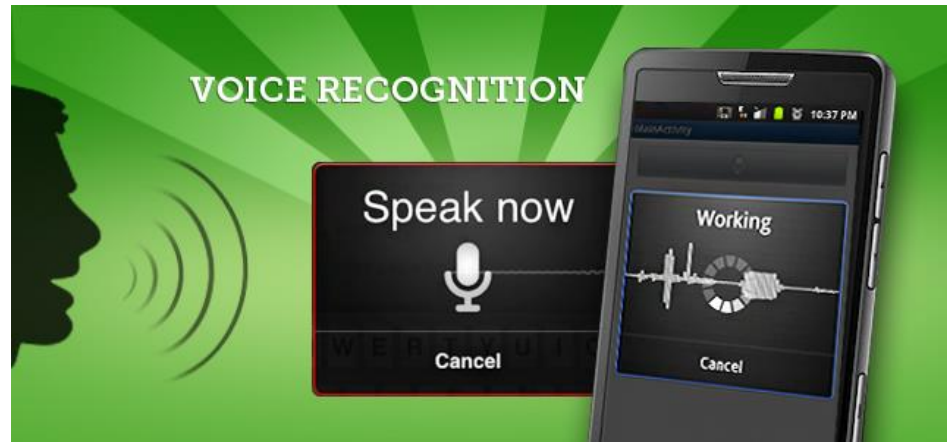 VOICE RECOGNITION
Speak now
Cancel
10:37 PM
MainActivity
Working
Cancel